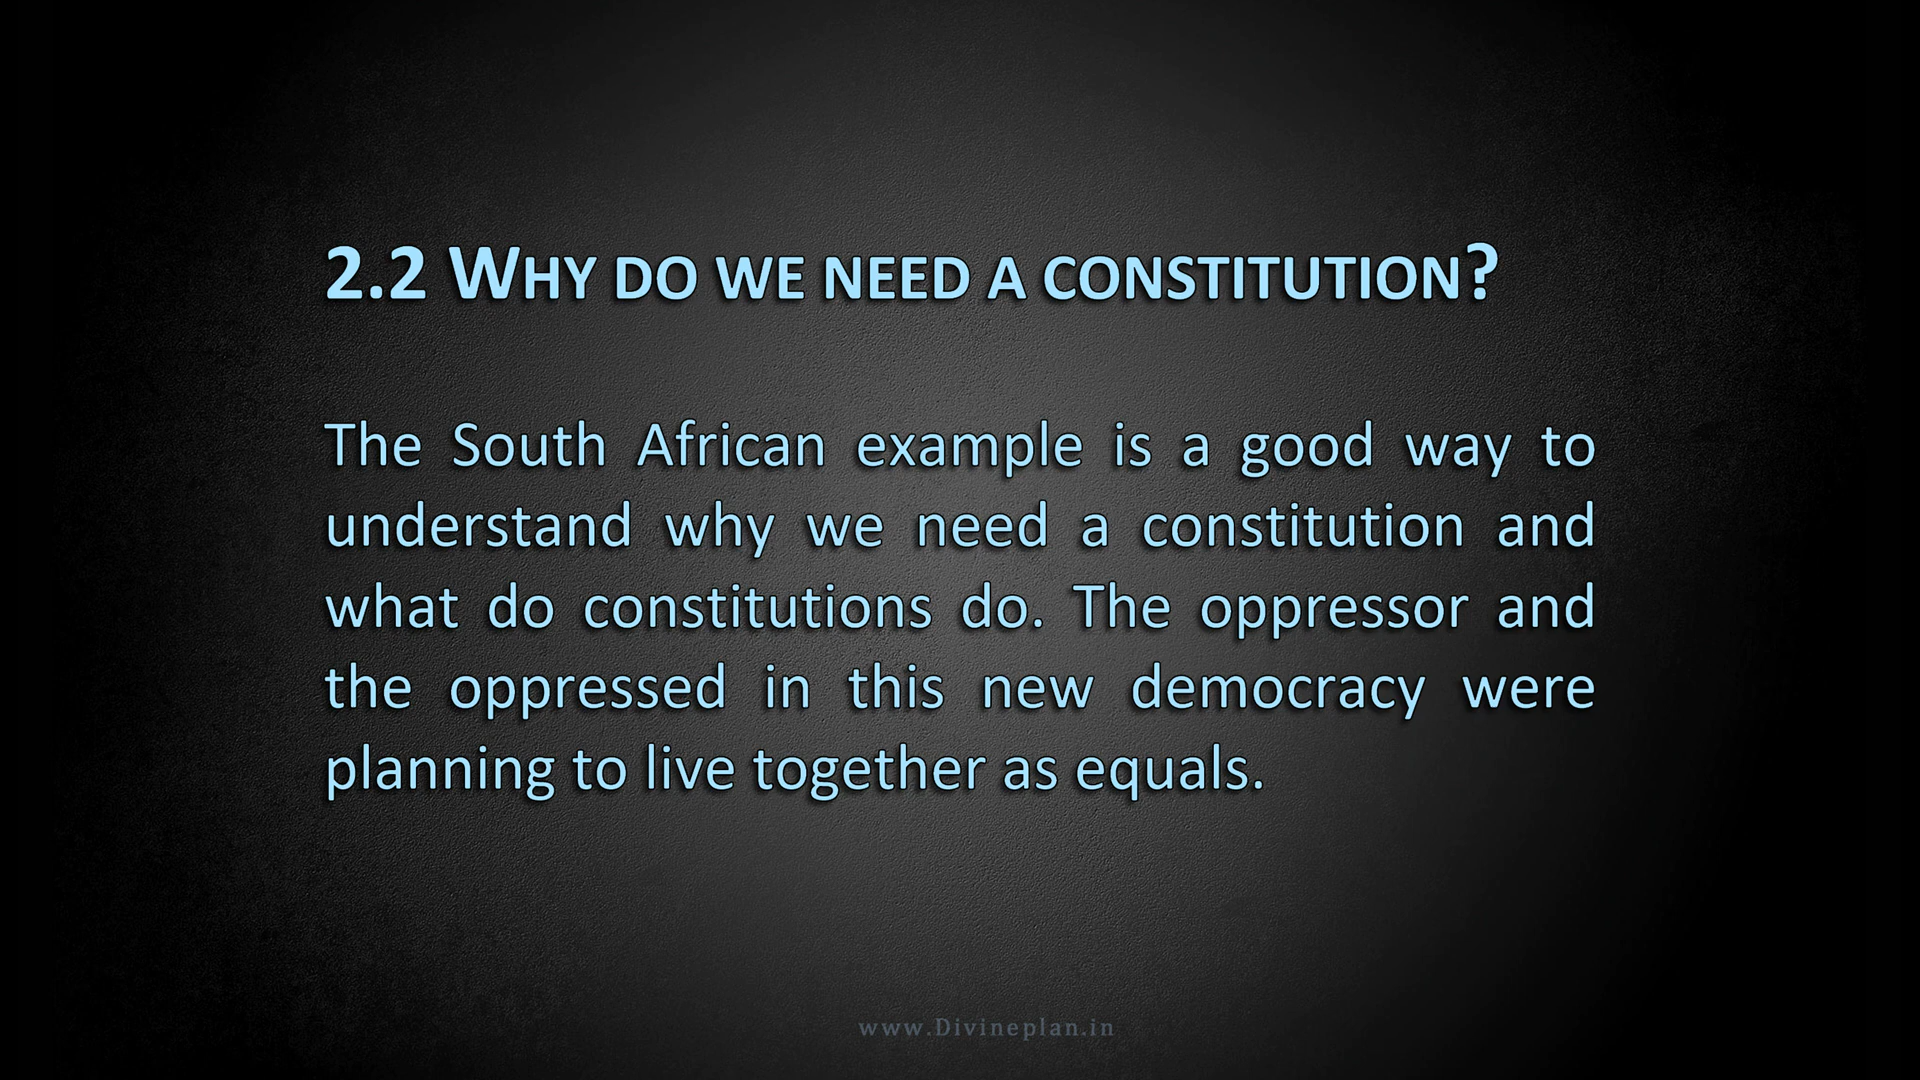 2.2 WHY DO WE NEED A CONSTITUTION?
The South African example is a good way to
understand why we need a constitution and
what do constitutions do. The oppressor and
the oppressed in this new democracy were
planning to live together as equals.
www.Divineplan.in